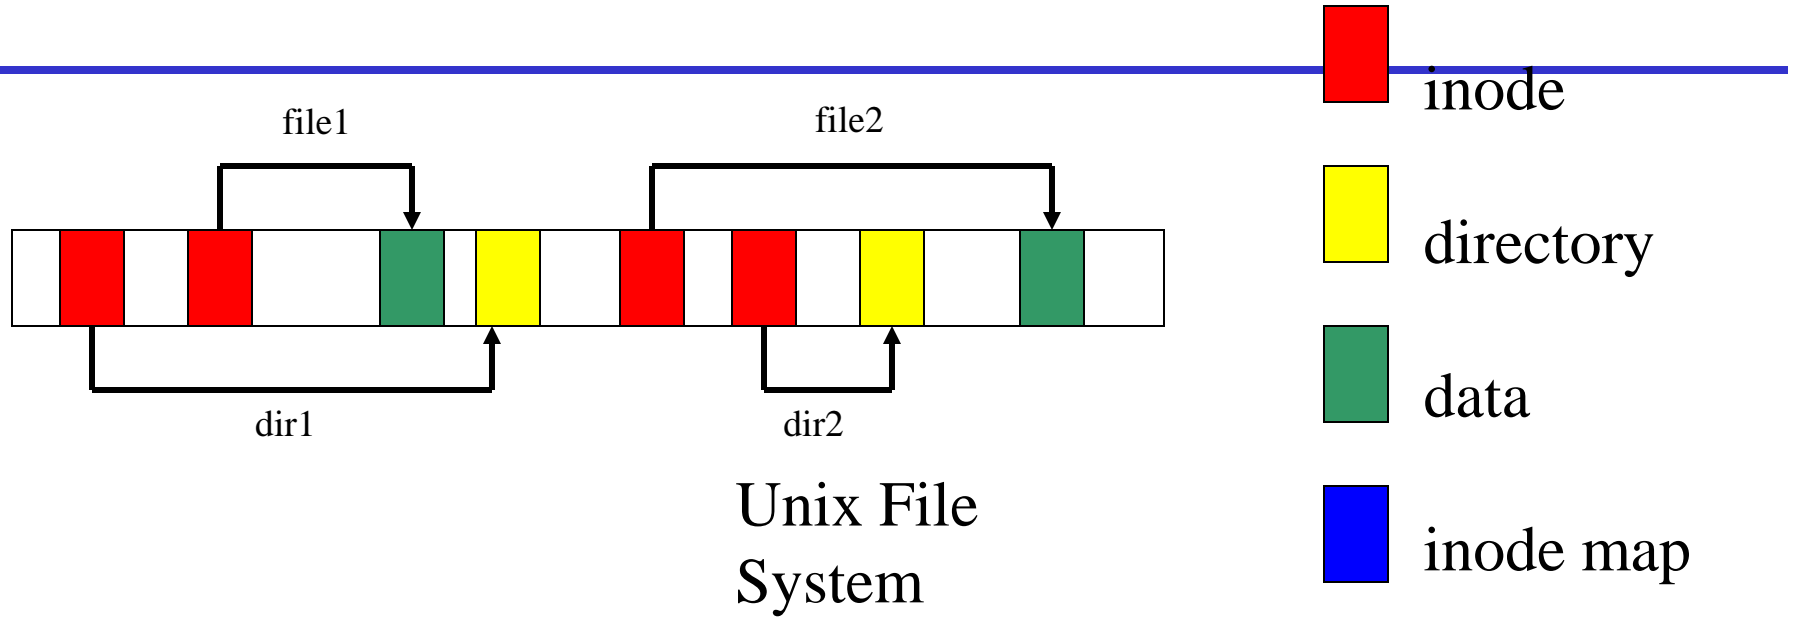 file1
file2
dir1
dir2
Unix File
System
inode
directory
data
inode map